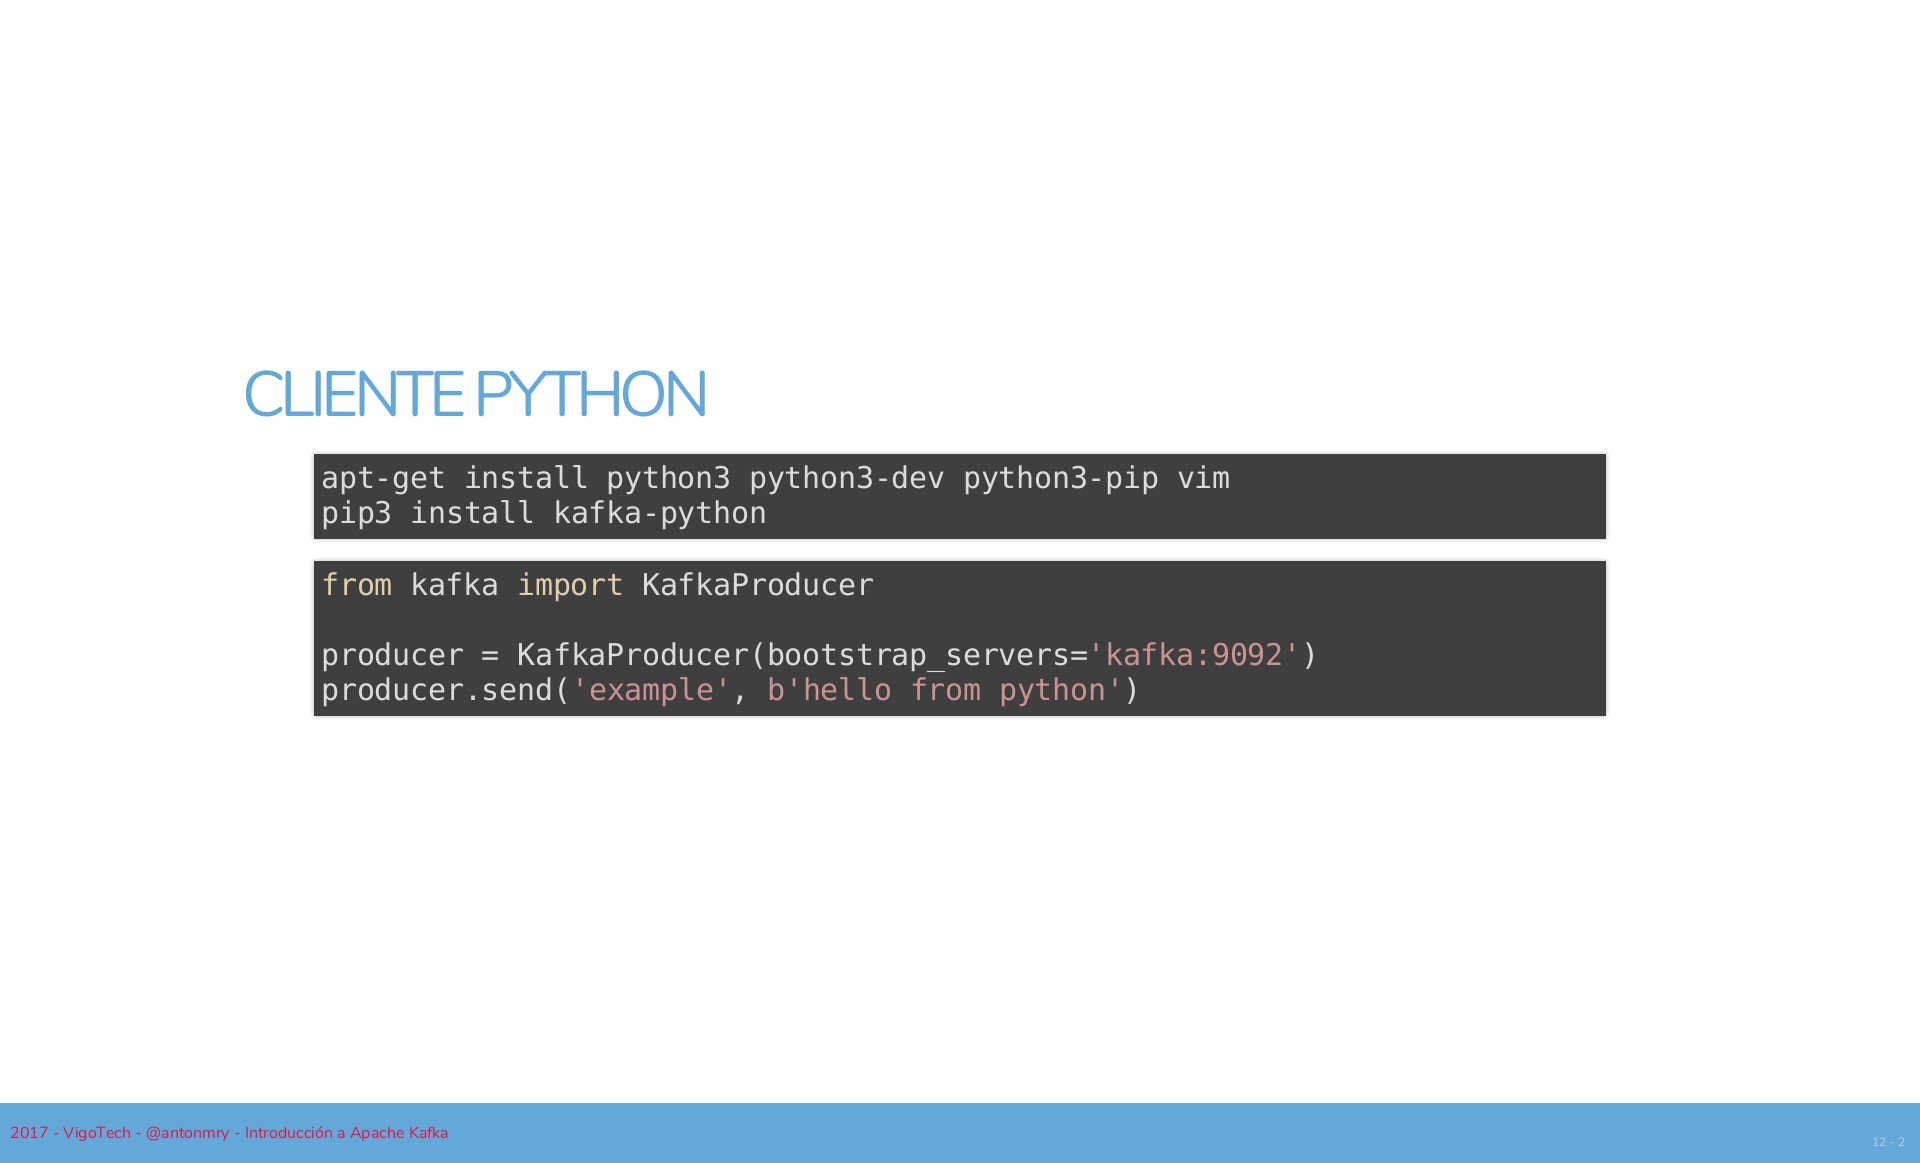 CLIENTE PYTHON
apt-get install python3 python3-dev python3-pip vim
pip3 install kafka-python
from kafka import KafkaProducer
producer = KafkaProducer(bootstrap_servers='kafka:9092')
producer.send('example', b'hello from python')
2017 - VigoTech - @antonmry - Introducción a Apache Kafka
12 - 2